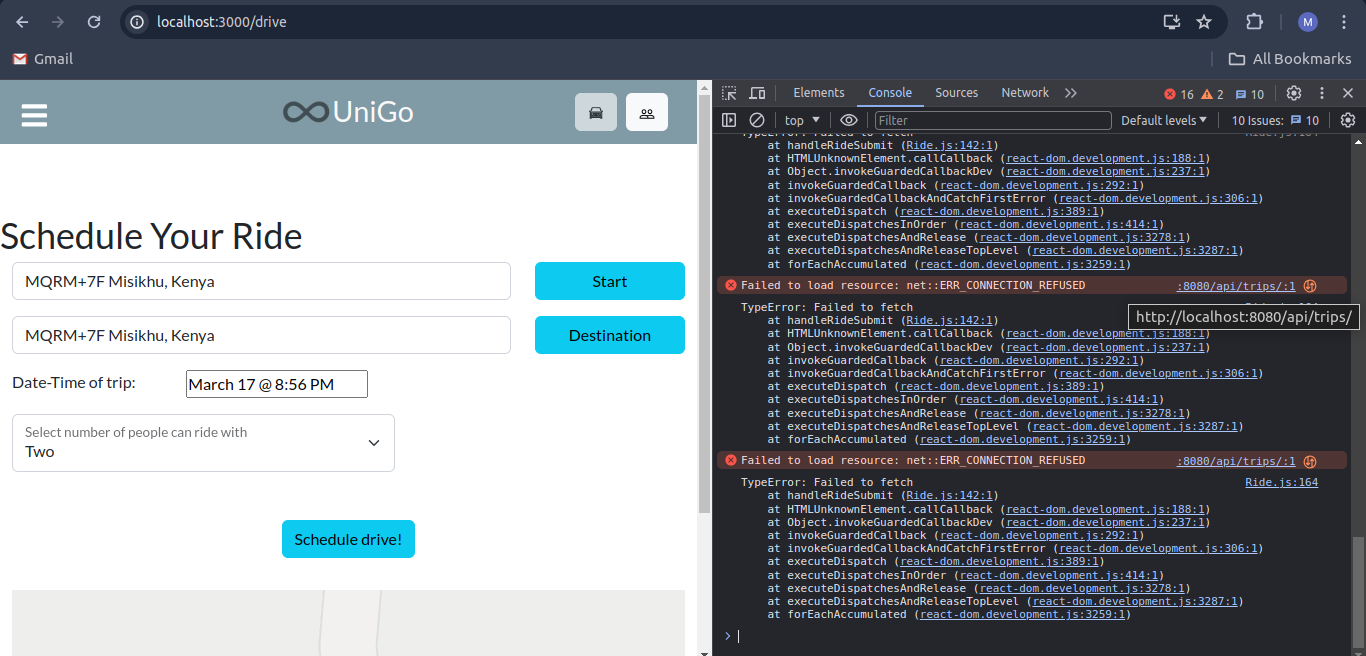 localhost:3000/drive
M
Gmail
All Bookmarks
UniGo
Schedule Your Ride
MQRM+7F Misikhu, Kenya
Start
MQRM+7F Misikhu, Kenya
Destination
Date-Time of trip:
March 17 @ 8:56 PM
Select number of people can ride with
Two
Schedule drive!
Elements Console Sources Network 16 2 10
top Filter Default levels 10 Issues: 10
TypeError: Failed to fetch Ride.js:164
at handleRideSubmit (Ride.js:142:1)
at HTMLUnknownElement.callCallback (react-dom.development.js:188:1)
at Object.invokeGuardedCallbackDev (react-dom.development.js:237:1)
at invokeGuardedCallback (react-dom.development.js:292:1)
at invokeGuardedCallbackAndCatchFirstError (react-dom.development.js:306:1)
at executeDispatch (react-dom.development.js:389:1)
at executeDispatchesInOrder (react-dom.development.js:414:1)
at executeDispatchesAndRelease (react-dom.development.js:3278:1)
at executeDispatchesAndReleaseTopLevel (react-dom.development.js:3287:1)
at forEachAccumulated (react-dom.development.js:3259:1)
Failed to load resource: net::ERR_CONNECTION_REFUSED :8080/api/trips/:1
TypeError: Failed to fetch
http://localhost:8080/api/trips/
at handleRideSubmit (Ride.js:142:1)
at HTMLUnknownElement.callCallback (react-dom.development.js:188:1)
at Object.invokeGuardedCallbackDev (react-dom.development.js:237:1)
at invokeGuardedCallback (react-dom.development.js:292:1)
at invokeGuardedCallbackAndCatchFirstError (react-dom.development.js:306:1)
at executeDispatch (react-dom.development.js:389:1)
at executeDispatchesInOrder (react-dom.development.js:414:1)
at executeDispatchesAndRelease (react-dom.development.js:3278:1)
at executeDispatchesAndReleaseTopLevel (react-dom.development.js:3287:1)
at forEachAccumulated (react-dom.development.js:3259:1)
Failed to load resource: net::ERR_CONNECTION_REFUSED :8080/api/trips/:1
TypeError: Failed to fetch Ride.js:164
at handleRideSubmit (Ride.js:142:1)
at HTMLUnknownElement.callCallback (react-dom.development.js:188:1)
at Object.invokeGuardedCallbackDev (react-dom.development.js:237:1)
at invokeGuardedCallback (react-dom.development.js:292:1)
at invokeGuardedCallbackAndCatchFirstError (react-dom.development.js:306:1)
at executeDispatch (react-dom.development.js:389:1)
at executeDispatchesInOrder (react-dom.development.js:414:1)
at executeDispatchesAndRelease (react-dom.development.js:3278:1)
at executeDispatchesAndReleaseTopLevel (react-dom.development.js:3287:1)
at forEachAccumulated (react-dom.development.js:3259:1)